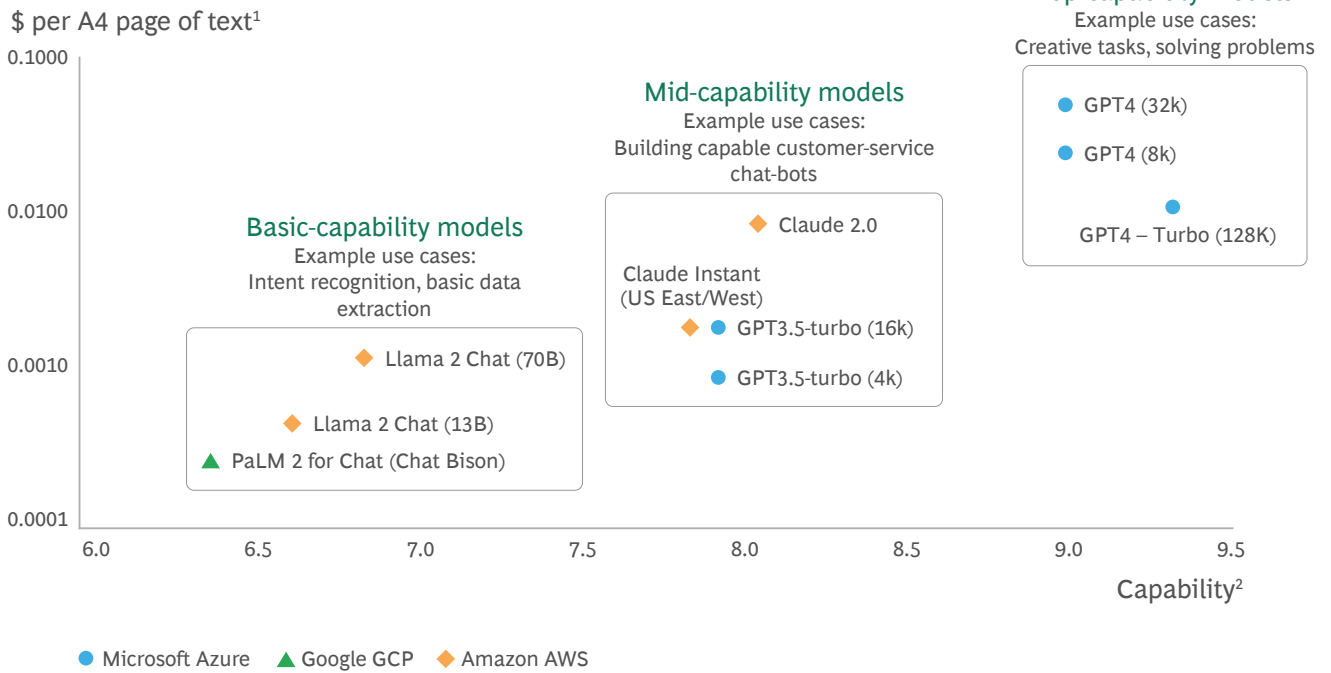 $ per A4 page of text¹
Example use cases:
Creative tasks, solving problems
0.1000
0.0100
0.0010
0.0001
Basic-capability models
Example use cases:
Intent recognition, basic data
extraction
Llama 2 Chat (70B)
Llama 2 Chat (13B)
PaLM 2 for Chat (Chat Bison)
Mid-capability models
Example use cases:
Building capable customer-service
chat-bots
Claude 2.0
Claude Instant
(US East/West)
GPT3.5-turbo (16k)
GPT3.5-turbo (4k)
GPT4 (32k)
GPT4 (8k)
GPT4 – Turbo (128K)
6.0 6.5 7.0 7.5 8.0 8.5 9.0 9.5
Capability²
Microsoft Azure Google GCP Amazon AWS